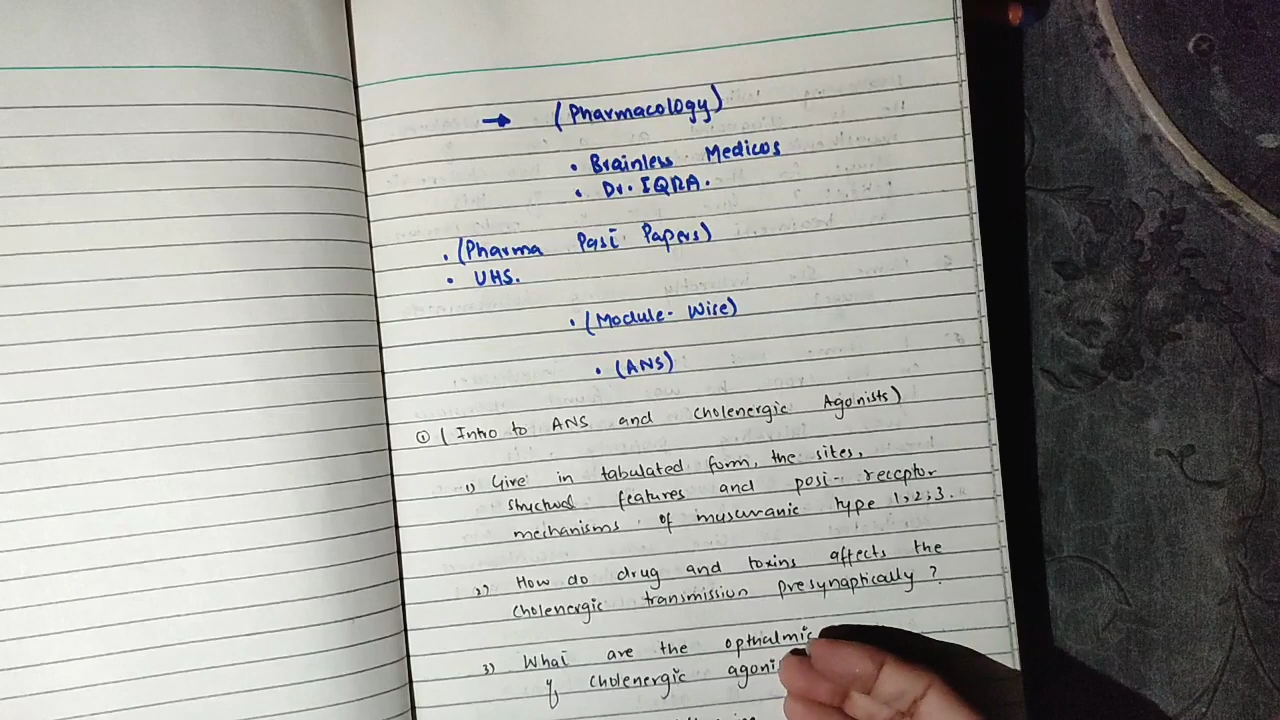 → (Pharmacology)
• Brainless Medicos
• Dr. IQRA.
• (Pharma Past Papers)
• UHS.
• (Module-Wise)
• (ANS)
① (Intro to ANS and Cholenergic Agonists)
1) Give in tabulated form, the sites,
structual features and post-receptor
mechanisms of muscuranic type 1,2,3.
2) How do drug and toxins affects the
cholenergic transmission presynaptically?
3) What are the opthalmic
of cholenergic agoni